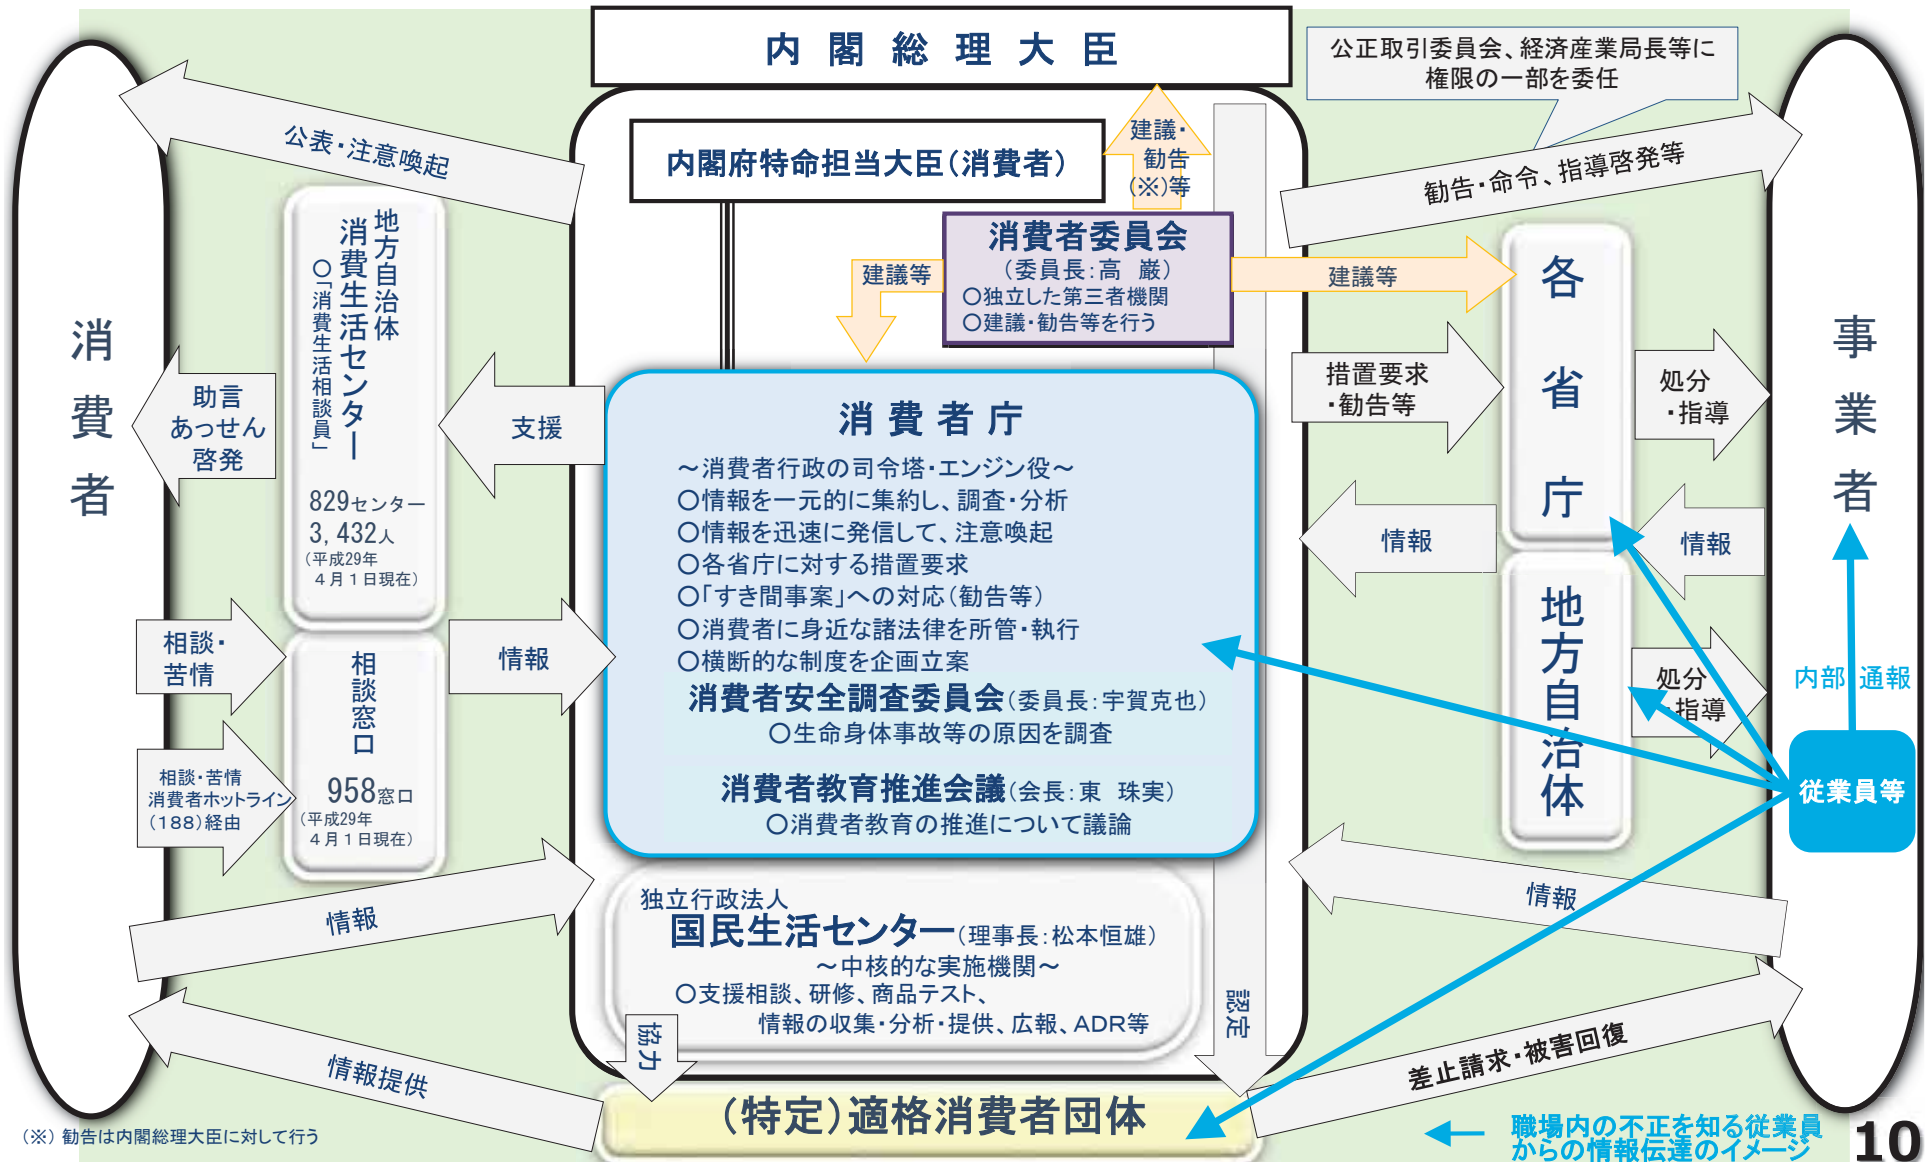 内閣総理大臣
公正取引委員会、経済産業局長等に
権限の一部を委任
公表・注意喚起
内閣府特命担当大臣（消費者）
建議・
勧告
（※）等
勧告・命令、指導啓発等
消費者委員会
（委員長：高　巌）
○独立した第三者機関
○建議・勧告等を行う
建議等
建議等
消費者
地方自治体
消費生活センター
○「消費生活相談員」
829センター
3,432人
（平成29年
４月１日現在）
助言
あっせん
啓発
支援
相談・
苦情
情報
相談窓口
958窓口
（平成29年
４月１日現在）
相談・苦情
消費者ホットライン
（188）経由
情報
情報提供
消費者庁
～消費者行政の司令塔・エンジン役～
○情報を一元的に集約し、調査・分析
○情報を迅速に発信して、注意喚起
○各省庁に対する措置要求
○「すき間事案」への対応（勧告等）
○消費者に身近な諸法律を所管・執行
○横断的な制度を企画立案
消費者安全調査委員会（委員長：宇賀克也）
○生命身体事故等の原因を調査
消費者教育推進会議（会長：東　珠実）
○消費者教育の推進について議論
独立行政法人
国民生活センター（理事長：松本恒雄）
～中核的な実施機関～
○支援相談、研修、商品テスト、
情報の収集・分析・提供、広報、ADR等
協力
認定
（特定）適格消費者団体
措置要求
・勧告等
各省庁
処分
・指導
情報
情報
地方自治体
処分
・指導
事業者
内部通報
従業員等
情報
差止請求・被害回復
（※）勧告は内閣総理大臣に対して行う
職場内の不正を知る従業員
からの情報伝達のイメージ
10